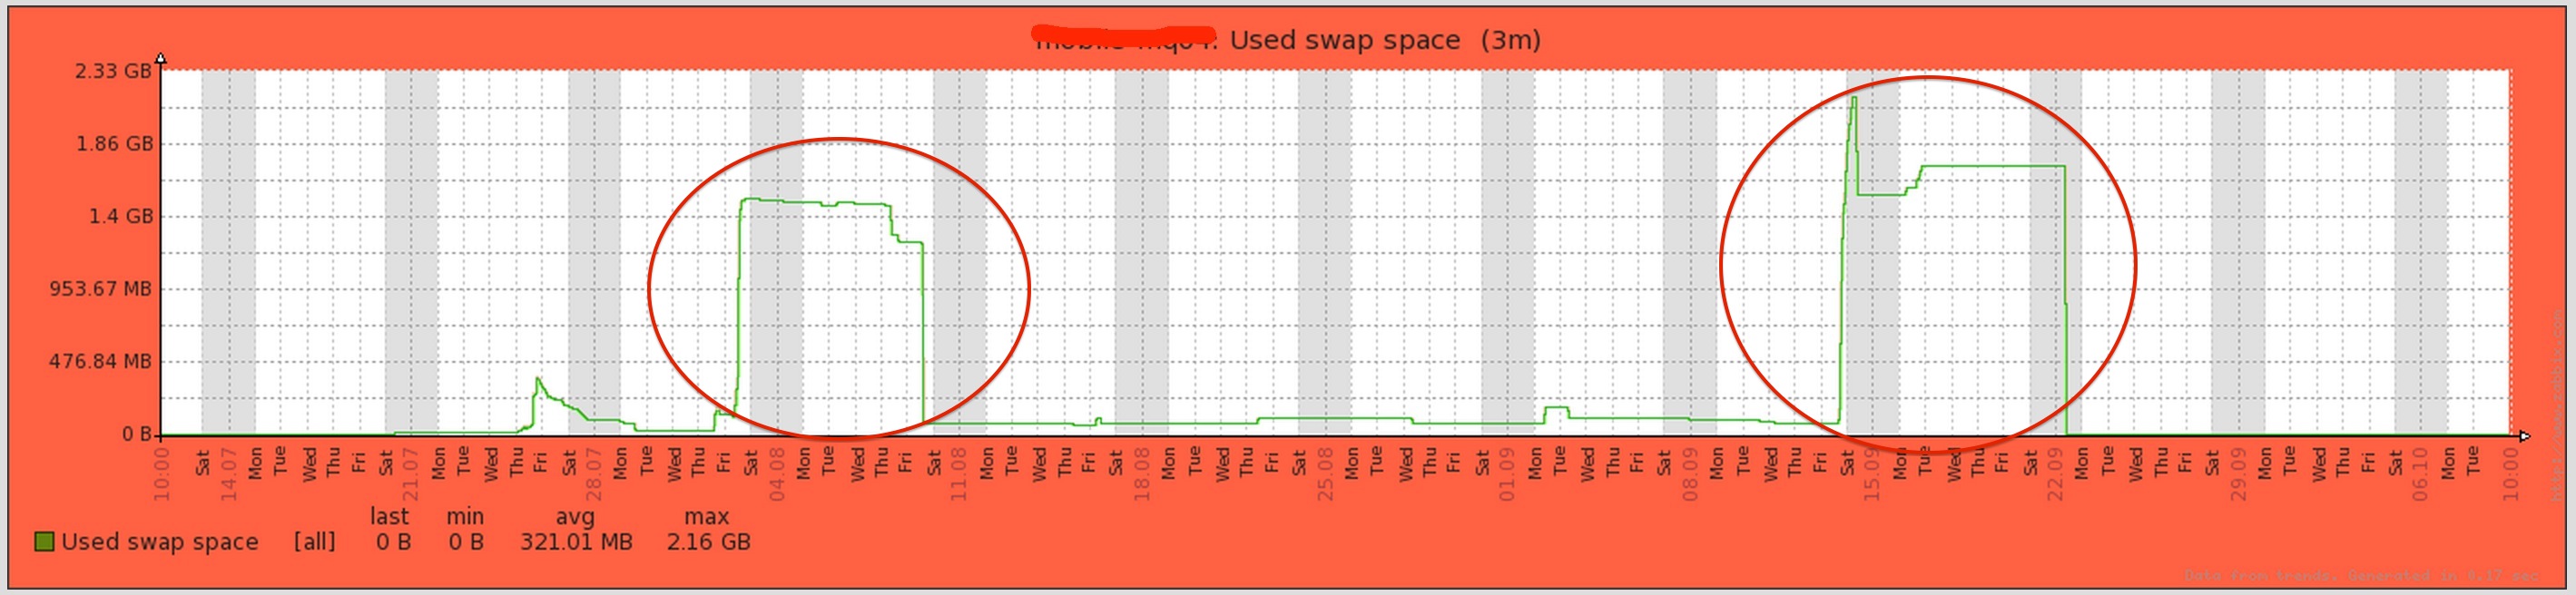 : Used swap space (3m)
2.33 GB
1.86 GB
1.4 GB
953.67 MB
476.84 MB
0 B
10:00 Sat 14.07 Mon Tue Wed Thu Fri Sat 21.07 Mon Tue Wed Thu Fri Sat 28.07 Mon Tue Wed Thu Fri Sat 04.08 Mon Tue Wed Thu Fri Sat 11.08 Mon Tue Wed Thu Fri Sat 18.08 Mon Tue Wed Thu Fri Sat 25.08 Mon Tue Wed Thu Fri Sat 01.09 Mon Tue Wed Thu Fri Sat 08.09 Mon Tue Wed Thu Fri Sat 15.09 Mon Tue Wed Thu Fri Sat 22.09 Mon Tue Wed Thu Fri Sat 29.09 Mon Tue Wed Thu Fri Sat 06.10 Mon Tue 10:00
last min avg max
Used swap space [all] 0 B 0 B 321.01 MB 2.16 GB
http://www.zabbix.com
Data from trends. Generated in 0.17 sec